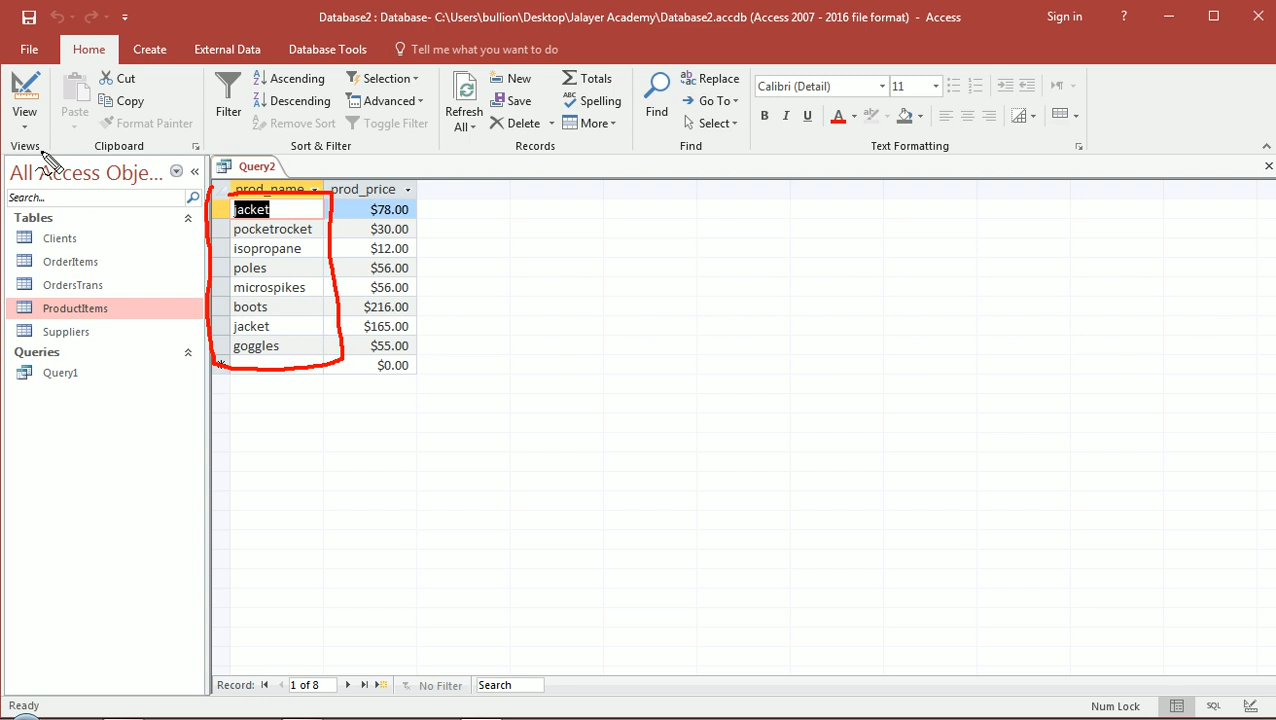 Database2 : Database- C:\Users\bullion\Desktop\Jalayer Academy\Database2.accdb (Access 2007 - 2016 file format) - Access
Sign in
?
File
Home
Create
External Data
Database Tools
Tell me what you want to do
View
Views
Paste
Cut
Copy
Format Painter
Clipboard
Filter
Ascending
Descending
Remove Sort
Selection
Advanced
Toggle Filter
Sort & Filter
Refresh
All
New
Save
Delete
Totals
Spelling
More
Records
Find
Replace
Go To
Select
Find
Calibri (Detail)
11
B I U
Text Formatting
All Access Obje...
Search...
Tables
Clients
OrderItems
OrdersTrans
ProductItems
Suppliers
Queries
Query1
Query2
prod_name prod_price
jacket $78.00
pocketrocket $30.00
isopropane $12.00
poles $56.00
microspikes $56.00
boots $216.00
jacket $165.00
goggles $55.00
* $0.00
Record: 1 of 8 No Filter Search
Ready
Num Lock
SQL